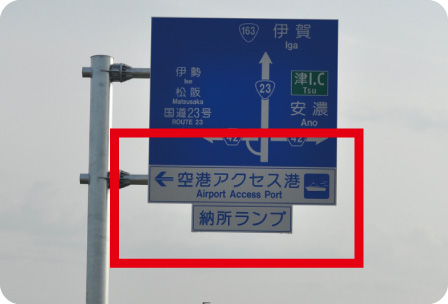 163
伊賀
Iga
伊勢
Ise
松阪
Matsusaka
国道23号
ROUTE 23
23
津I.C
Tsu
安濃
Ano
42
42
空港アクセス港
Airport Access Port
納所ランプ